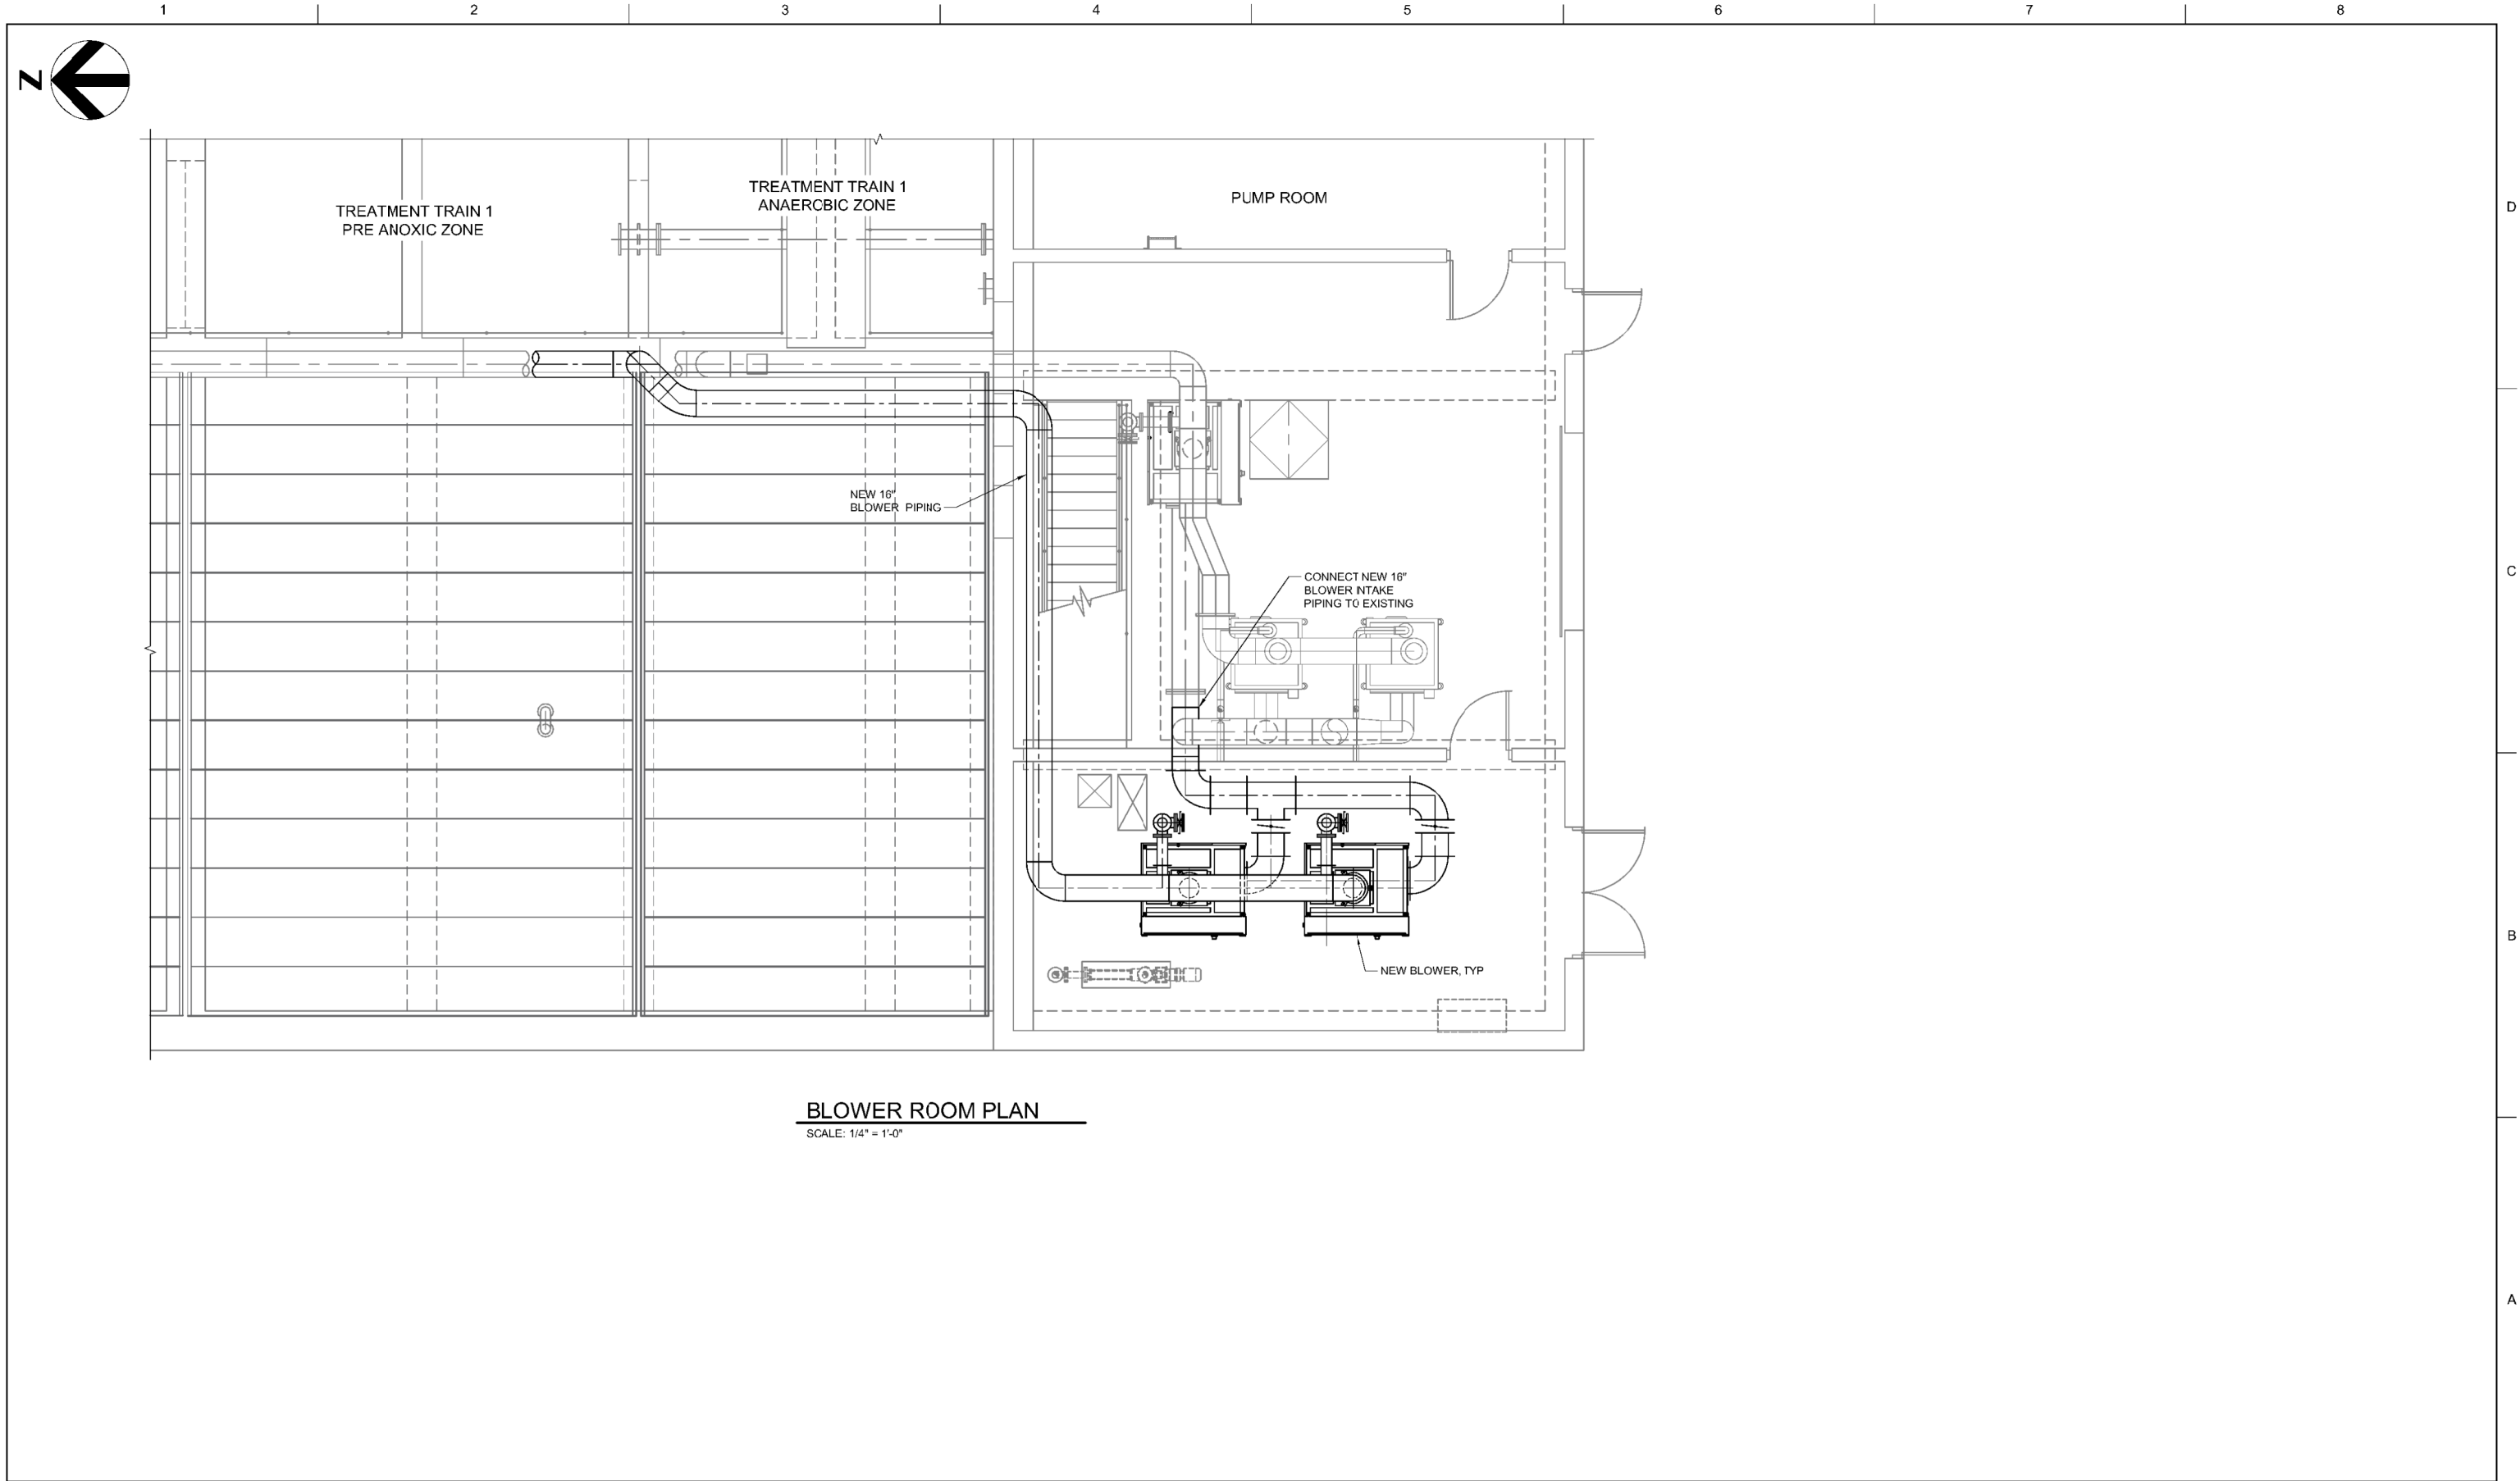 1 2 3 4 5 6 7 8
N
TREATMENT TRAIN 1
PRE ANOXIC ZONE
TREATMENT TRAIN 1
ANAEROBIC ZONE
PUMP ROOM
D
NEW 16"
BLOWER PIPING
CONNECT NEW 16"
BLOWER INTAKE
PIPING TO EXISTING
C
NEW BLOWER, TYP
B
BLOWER ROOM PLAN
SCALE: 1/4" = 1'-0"
A